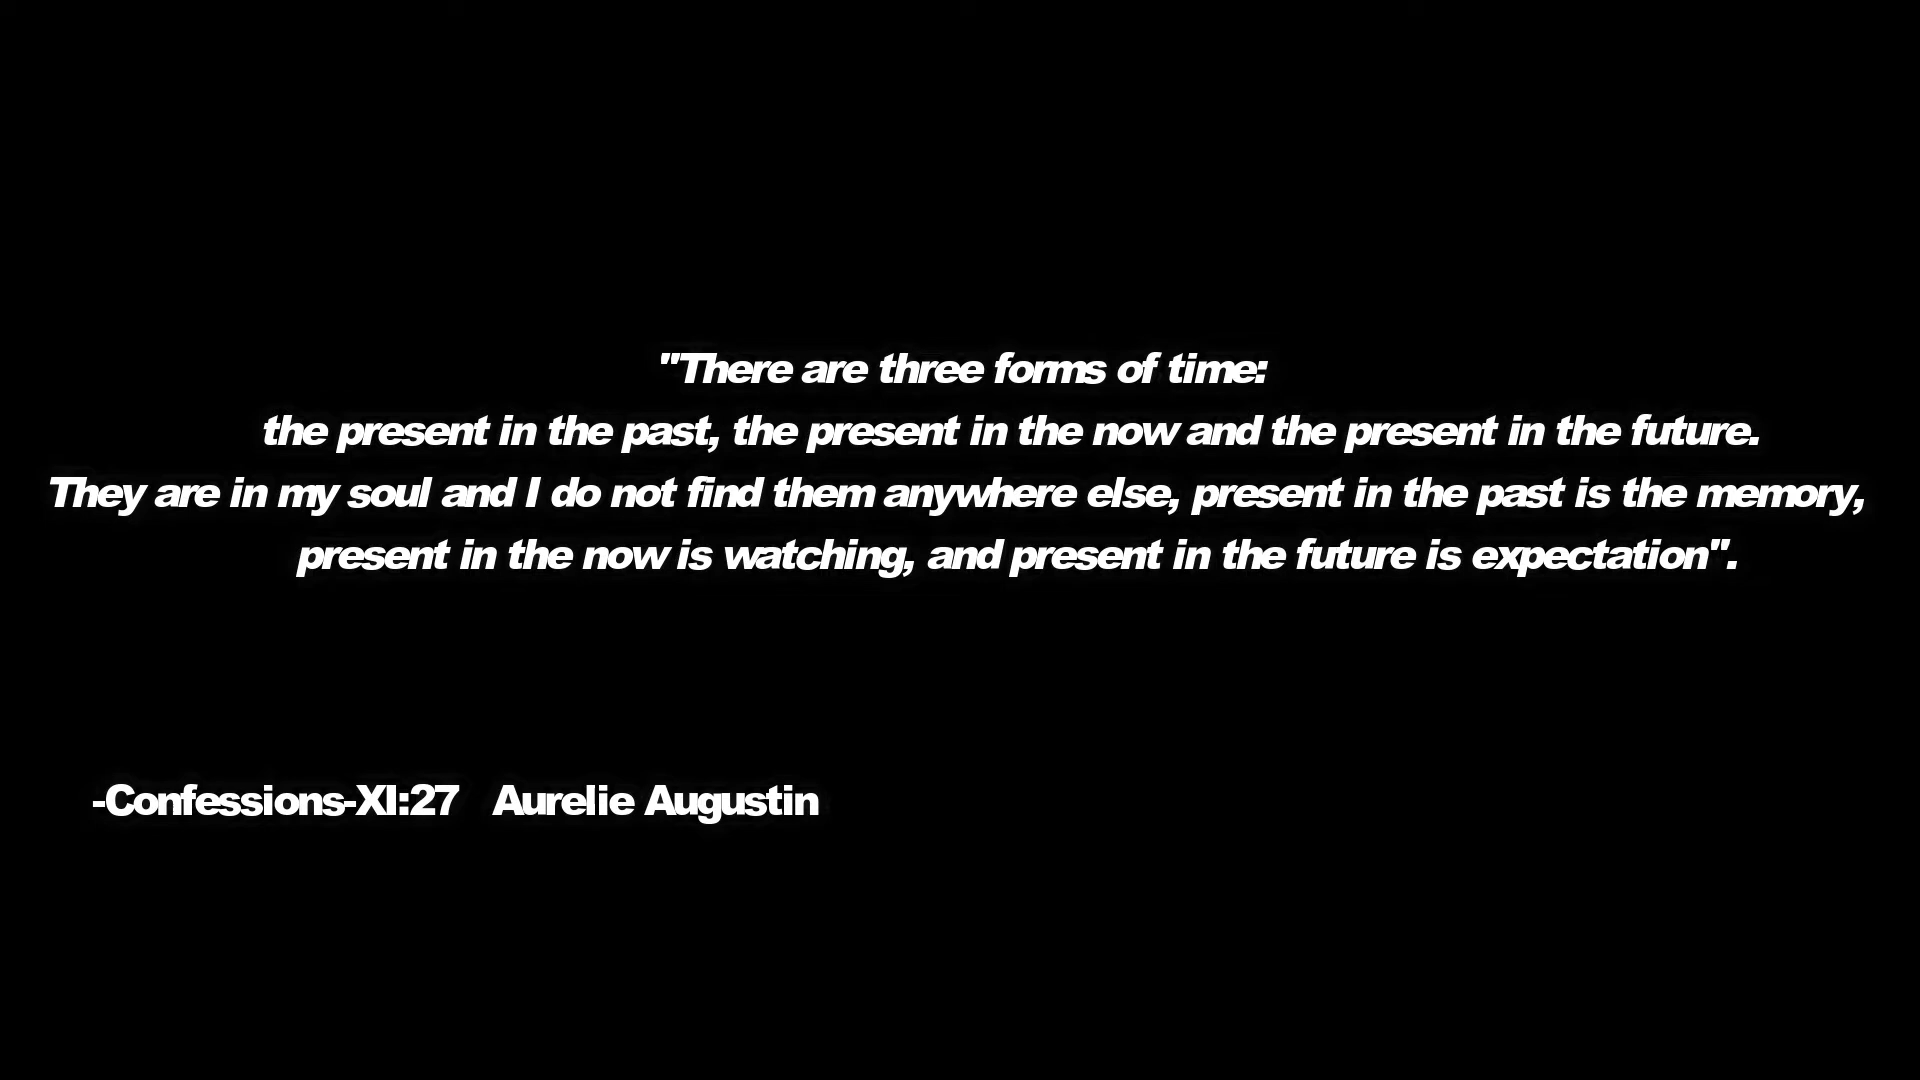 "There are three forms of time:
the present in the past, the present in the now and the present in the future.
They are in my soul and I do not find them anywhere else, present in the past is the memory,
present in the now is watching, and present in the future is expectation".
-Confessions-XI:27 Aurelie Augustin